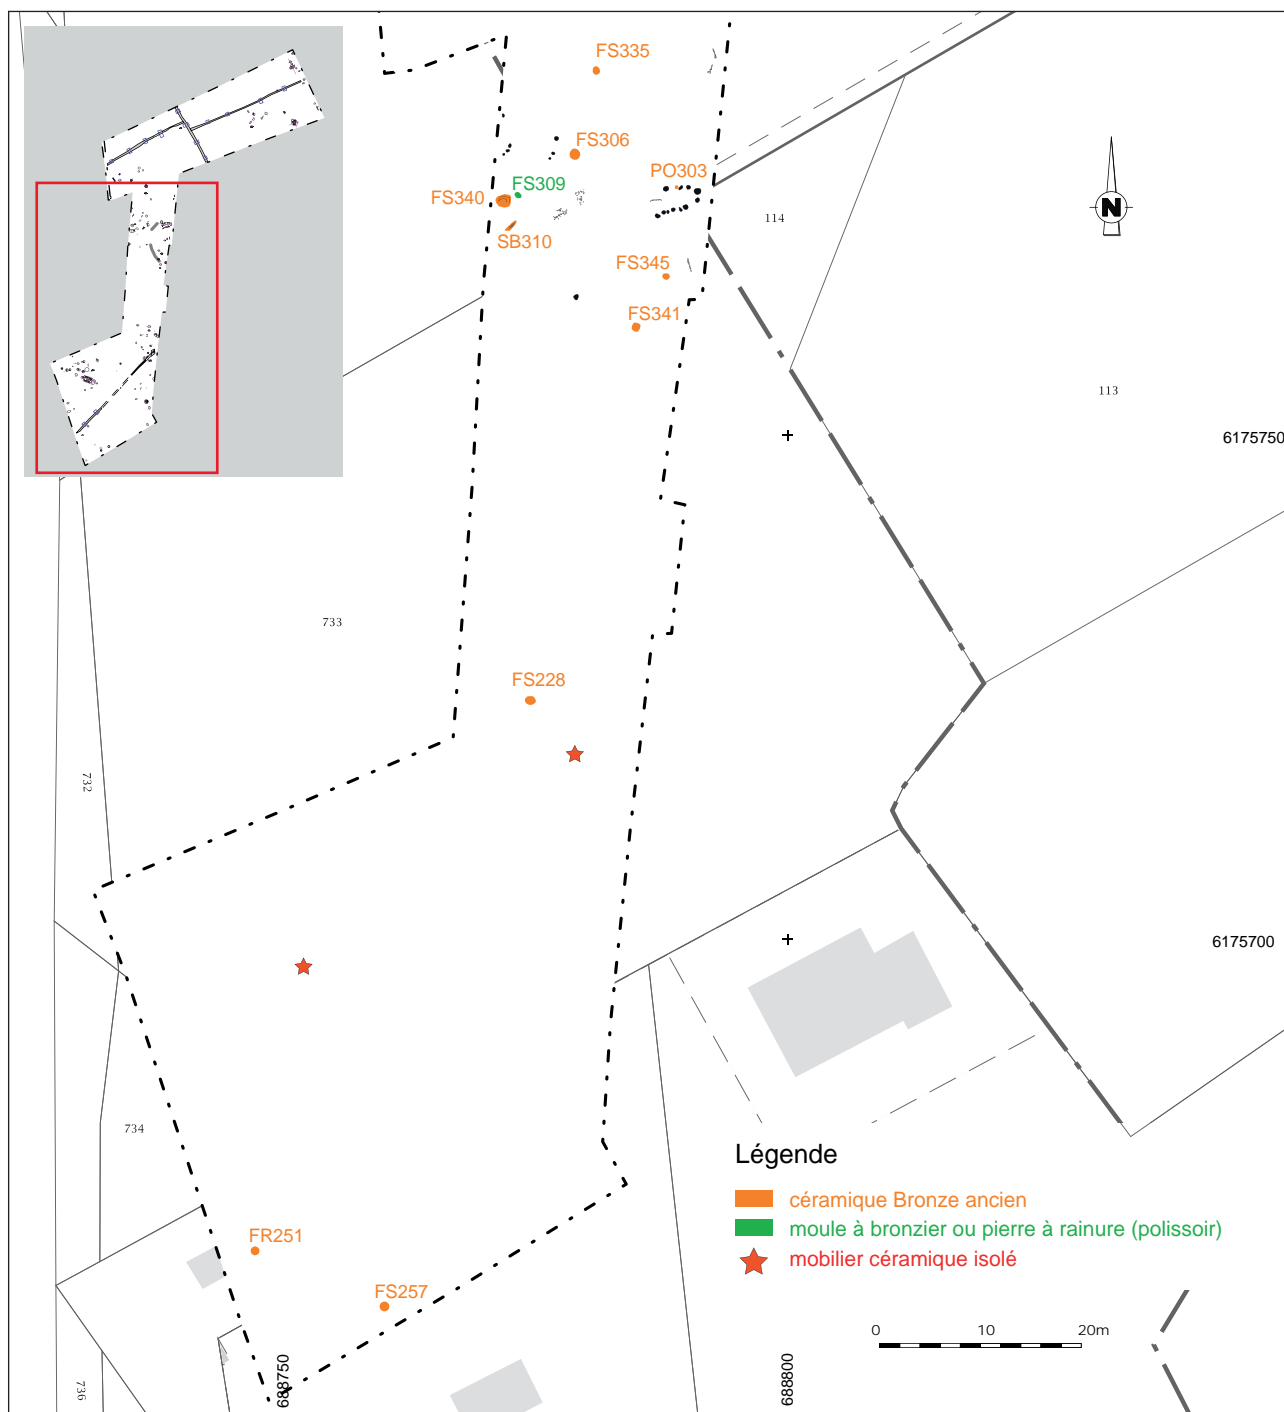 FS335
FS306
PO303
FS309
FS340
SB310
FS345
FS341
N
114
113
6175750
733
FS228
732
6175700
734
Légende
céramique Bronze ancien
moule à bronzier ou pierre à rainure (polissoir)
mobilier céramique isolé
FR251
FS257
0 10 20m
688750
688800
736